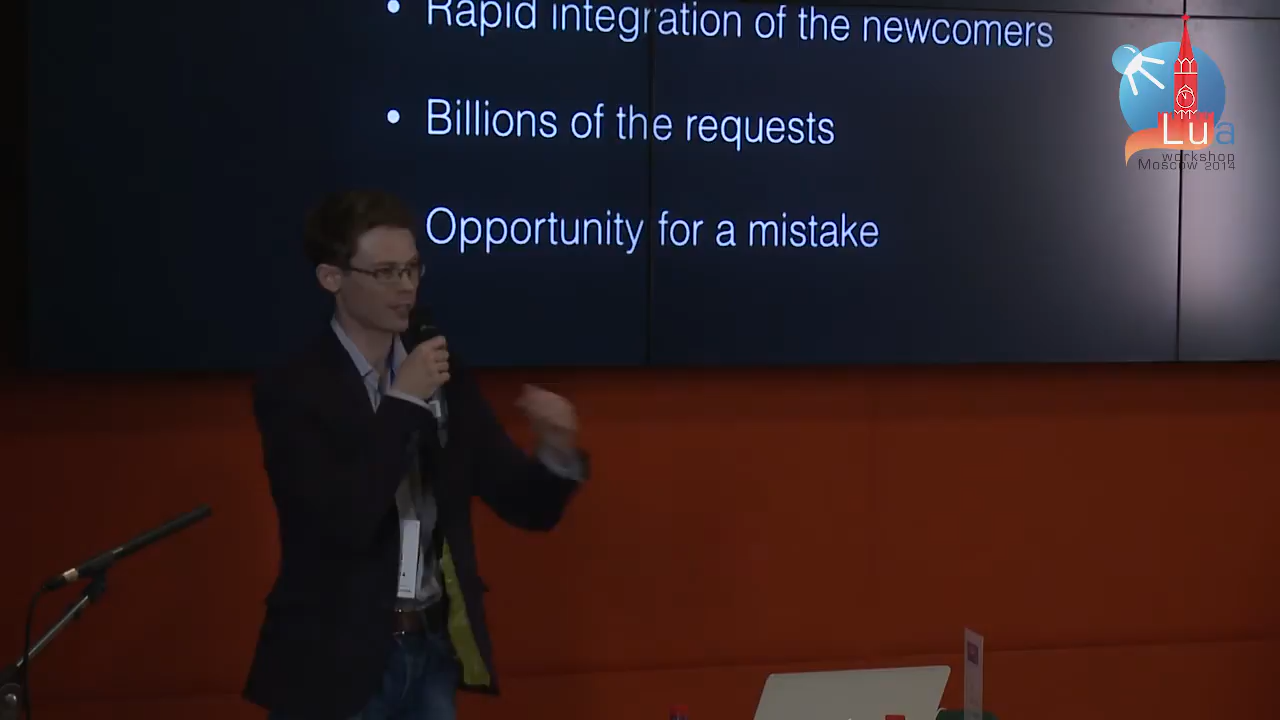 • Rapid integration of the newcomers
• Billions of the requests
Opportunity for a mistake
Lua
workshop
Moscow 2014